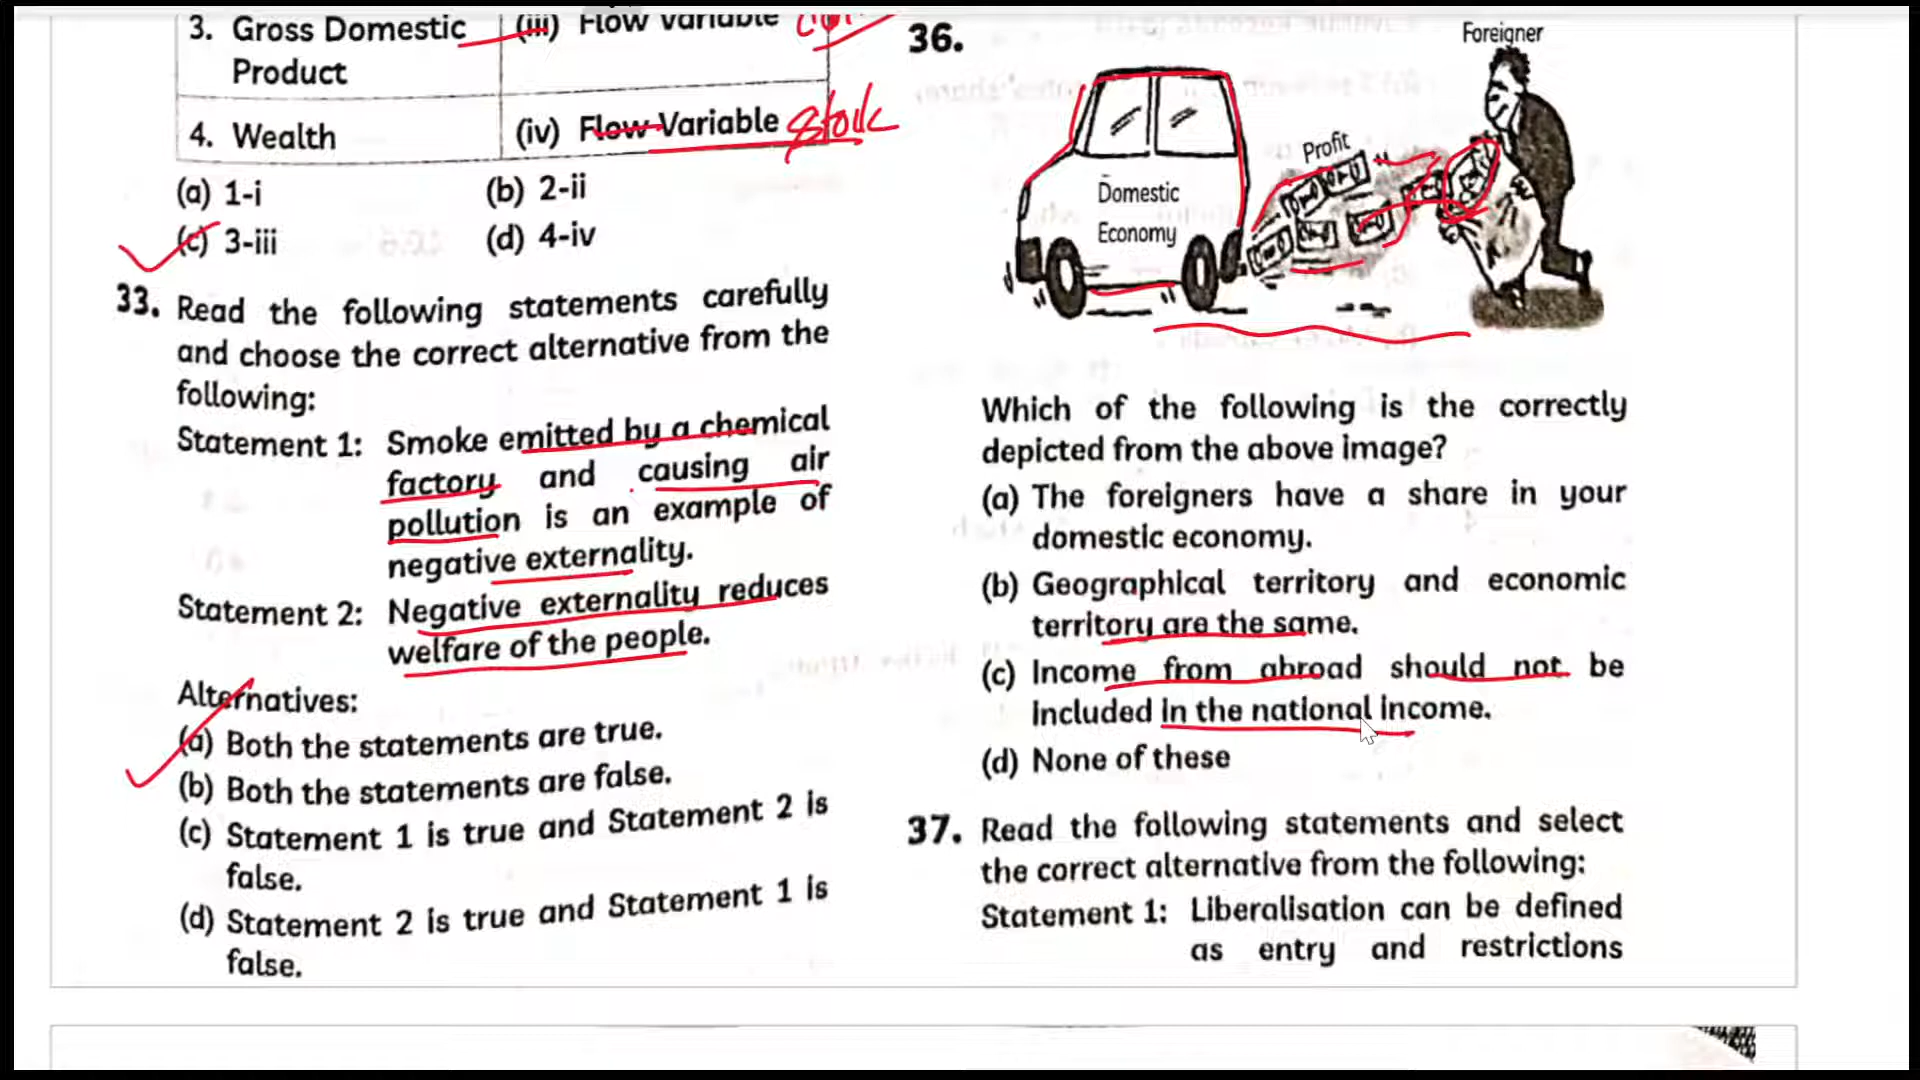 3. Gross Domestic Product
(iii) Flow Variable
4. Wealth
(iv) Flow Variable Stock
(a) 1-i
(b) 2-ii
(c) 3-iii
(d) 4-iv
33. Read the following statements carefully
and choose the correct alternative from the
following:
Statement 1: Smoke emitted by a chemical
factory and causing air
pollution is an example of
negative externality.
Statement 2: Negative externality reduces
welfare of the people.
Alternatives:
(a) Both the statements are true.
(b) Both the statements are false.
(c) Statement 1 is true and Statement 2 is
false.
(d) Statement 2 is true and Statement 1 is
false.
36.
Foreigner
Profit
Domestic
Economy
Which of the following is the correctly
depicted from the above image?
(a) The foreigners have a share in your
domestic economy.
(b) Geographical territory and economic
territory are the same.
(c) Income from abroad should not be
included in the national income.
(d) None of these
37. Read the following statements and select
the correct alternative from the following:
Statement 1: Liberalisation can be defined
as entry and restrictions